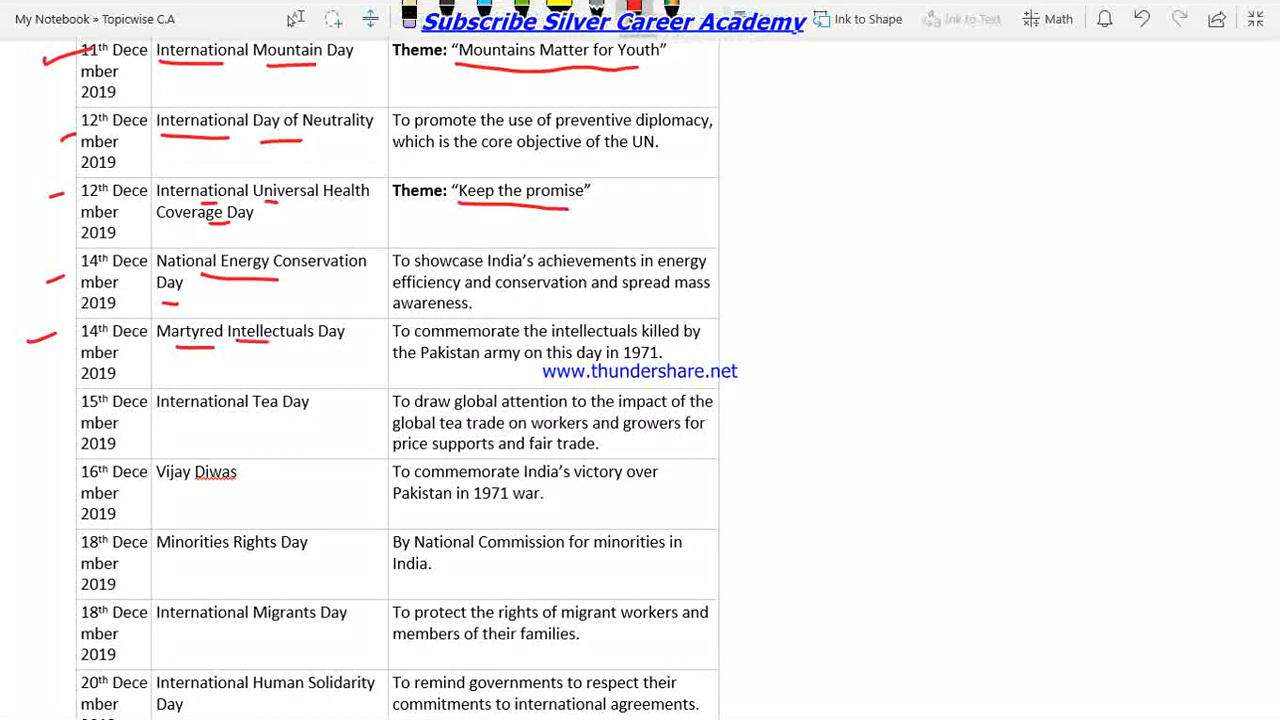 My Notebook » Topicwise C.A
Subscribe Silver Career Academy
Ink to Shape
Ink to Text
Math
11th Dece
mber
2019
International Mountain Day
Theme: “Mountains Matter for Youth”
12th Dece
mber
2019
International Day of Neutrality
To promote the use of preventive diplomacy,
which is the core objective of the UN.
12th Dece
mber
2019
International Universal Health
Coverage Day
Theme: “Keep the promise”
14th Dece
mber
2019
National Energy Conservation
Day
To showcase India’s achievements in energy
efficiency and conservation and spread mass
awareness.
14th Dece
mber
2019
Martyred Intellectuals Day
To commemorate the intellectuals killed by
the Pakistan army on this day in 1971.
www.thundershare.net
15th Dece
mber
2019
International Tea Day
To draw global attention to the impact of the
global tea trade on workers and growers for
price supports and fair trade.
16th Dece
mber
2019
Vijay Diwas
To commemorate India’s victory over
Pakistan in 1971 war.
18th Dece
mber
2019
Minorities Rights Day
By National Commission for minorities in
India.
18th Dece
mber
2019
International Migrants Day
To protect the rights of migrant workers and
members of their families.
20th Dece
mber
International Human Solidarity
Day
To remind governments to respect their
commitments to international agreements.